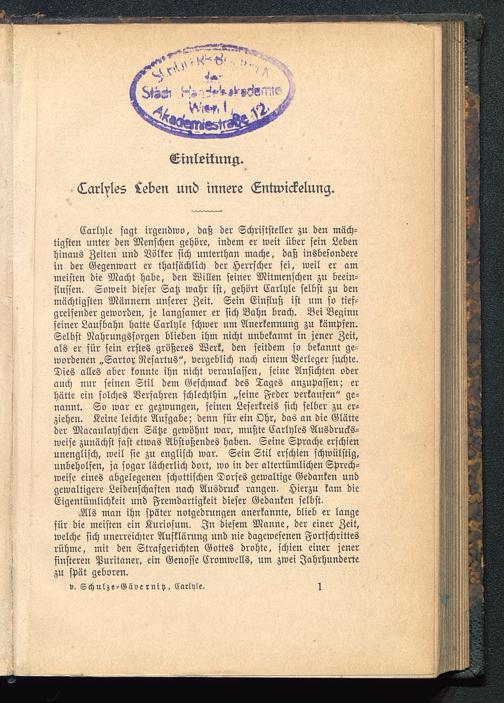 Schülerbücherei
der
Städt. Handelsakademie
Wien I,
Akademiestraße 12.
Einleitung.
Carlyles Leben und innere Entwickelung.
Carlyle sagt irgendwo, daß der Schriftsteller zu den mäch-
tigsten unter den Menschen gehöre, indem er weit über sein Leben
hinaus Zeiten und Völker sich unterthan mache, daß insbesondere
in der Gegenwart er thatsächlich der Herrscher sei, weil er am
meisten die Macht habe, den Willen seiner Mitmenschen zu beein-
flussen. Soweit dieser Satz wahr ist, gehört Carlyle selbst zu den
mächtigsten Männern unserer Zeit. Sein Einfluß ist um so tief-
greifender geworden, je langsamer er sich Bahn brach. Bei Beginn
seiner Laufbahn hatte Carlyle schwer um Anerkennung zu kämpfen.
Selbst Nahrungssorgen blieben ihm nicht unbekannt in jener Zeit,
als er für sein erstes größeres Werk, den seitdem so bekannt ge-
wordenen „Sartor Resartus“, vergeblich nach einem Verleger suchte.
Dies alles aber konnte ihn nicht veranlassen, seine Ansichten oder
auch nur seinen Stil dem Geschmack des Tages anzupassen; er
hätte ein solches Verfahren schlechthin „seine Feder verkaufen“ ge-
nannt. So war er gezwungen, seinen Leserkreis sich selber zu er-
ziehen. Keine leichte Aufgabe; denn für ein Ohr, das an die Glätte
der Macaulayschen Sätze gewöhnt war, mußte Carlyles Ausdrucks-
weise zunächst fast etwas Abstoßendes haben. Seine Sprache erschien
unenglisch, weil sie zu englisch war. Sein Stil erschien schwülstig,
unbeholfen, ja sogar lächerlich dort, wo in der altertümlichen Sprech-
weise eines abgelegenen schottischen Dorfes gewaltige Gedanken und
gewaltigere Leidenschaften nach Ausdruck rangen. Hierzu kam die
Eigentümlichkeit und Fremdartigkeit dieser Gedanken selbst.
Als man ihn später notgedrungen anerkannte, blieb er lange
für die meisten ein Kuriosum. In diesem Manne, der einer Zeit,
welche sich unerreichter Aufklärung und nie dagewesenen Fortschrittes
rühme, mit den Strafgerichten Gottes drohte, erschien einer jener
finsteren Puritaner, ein Genosse Cromwells, um zwei Jahrhunderte
zu spät geboren.
v. Schulze-Gävernitz, Carlyle. 1